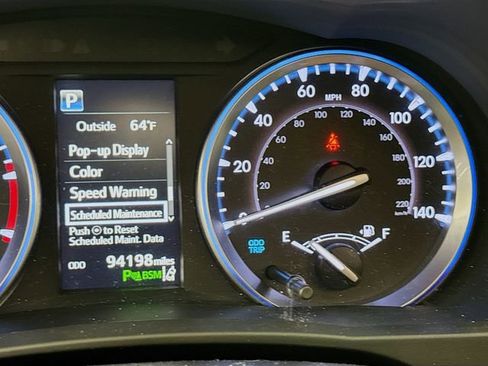 P
Outside 64°F
Pop-up Display
Color
Speed Warning
Scheduled Maintenance
Push to Reset
Scheduled Maint. Data
ODO 94198 miles
BSM
MPH
0 20 40 60 80 100 120 140
0 20 40 60 80 100 120 140 160 180 200 220
km/h
E F
ODO
TRIP